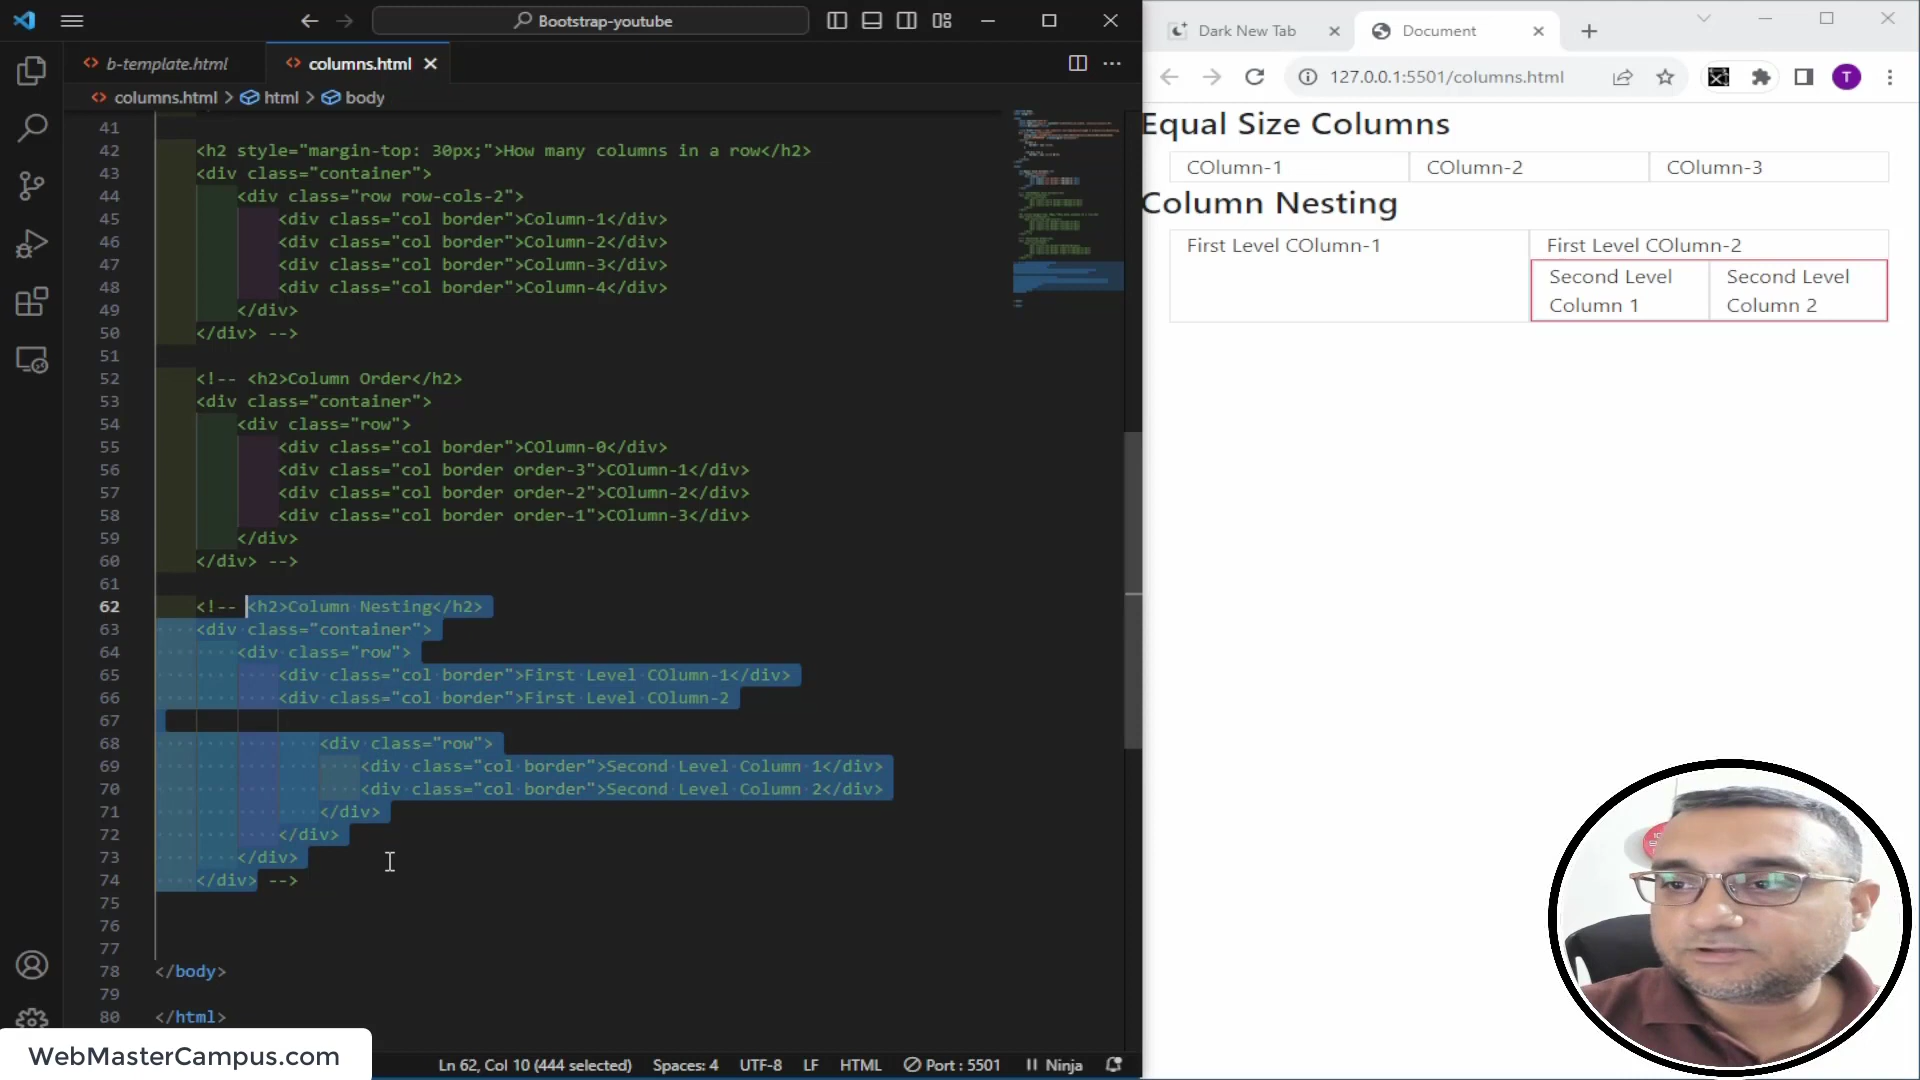 Bootstrap-youtube
b-template.html
columns.html
columns.html > html > body
41
42 <h2 style="margin-top: 30px;">How many columns in a row</h2>
43 <div class="container">
44 <div class="row row-cols-2">
45 <div class="col border">Column-1</div>
46 <div class="col border">Column-2</div>
47 <div class="col border">Column-3</div>
48 <div class="col border">Column-4</div>
49 </div>
50 </div> -->
51
52 <!-- <h2>Column Order</h2>
53 <div class="container">
54 <div class="row">
55 <div class="col border">COlumn-0</div>
56 <div class="col border order-3">COlumn-1</div>
57 <div class="col border order-2">COlumn-2</div>
58 <div class="col border order-1">COlumn-3</div>
59 </div>
60 </div> -->
61
62 <!-- <h2>Column Nesting</h2>
63 <div class="container">
64 <div class="row">
65 <div class="col border">First Level COlumn-1</div>
66 <div class="col border">First Level COlumn-2
67
68 <div class="row">
69 <div class="col border">Second Level Column 1</div>
70 <div class="col border">Second Level Column 2</div>
71 </div>
72 </div>
73 </div>
74 </div> -->
75
76
77
78 </body>
79
80 </html>
WebMasterCampus.com
Ln 62, Col 10 (444 selected) Spaces: 4 UTF-8 LF HTML Port : 5501 Ninja
Dark New Tab
Document
127.0.0.1:5501/columns.html
T
Equal Size Columns
COlumn-1 COlumn-2 COlumn-3
Column Nesting
First Level COlumn-1 First Level COlumn-2
Second Level Second Level
Column 1 Column 2